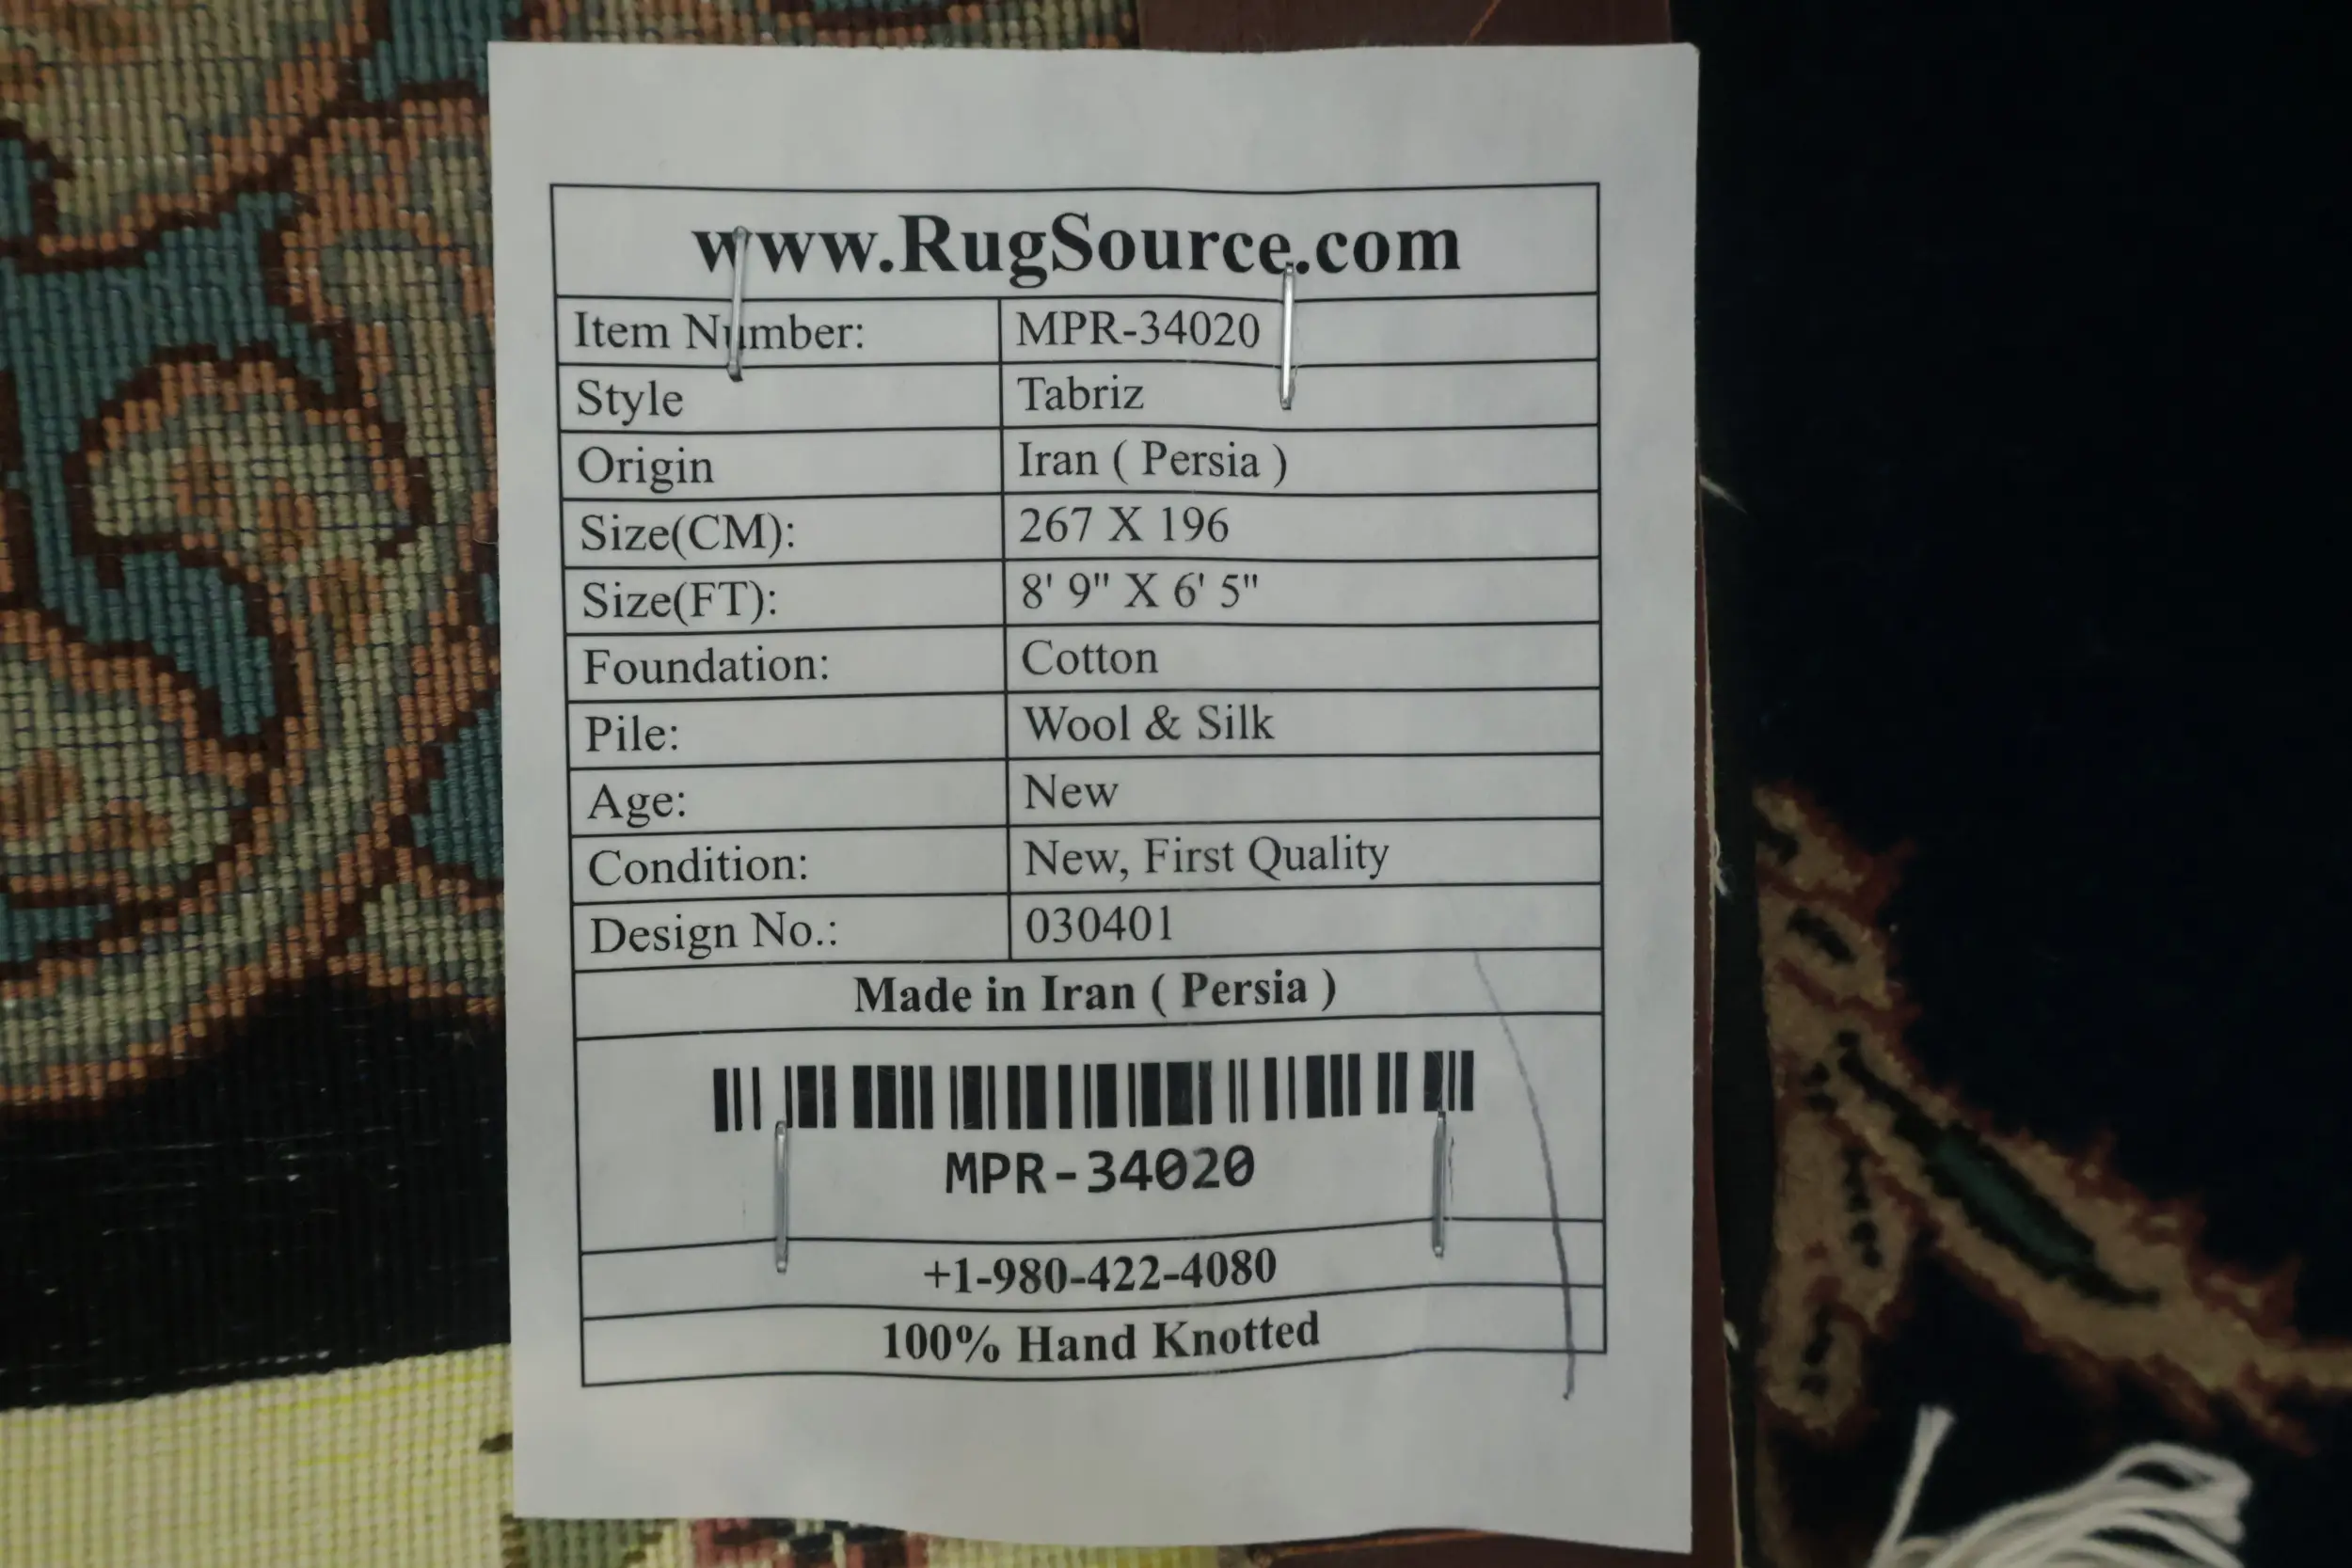 www.RugSource.com
Item Number: MPR-34020
Style Tabriz
Origin Iran ( Persia )
Size(CM): 267 X 196
Size(FT): 8' 9" X 6' 5"
Foundation: Cotton
Pile: Wool & Silk
Age: New
Condition: New, First Quality
Design No.: 030401
Made in Iran ( Persia )
MPR-34020
+1-980-422-4080
100% Hand Knotted